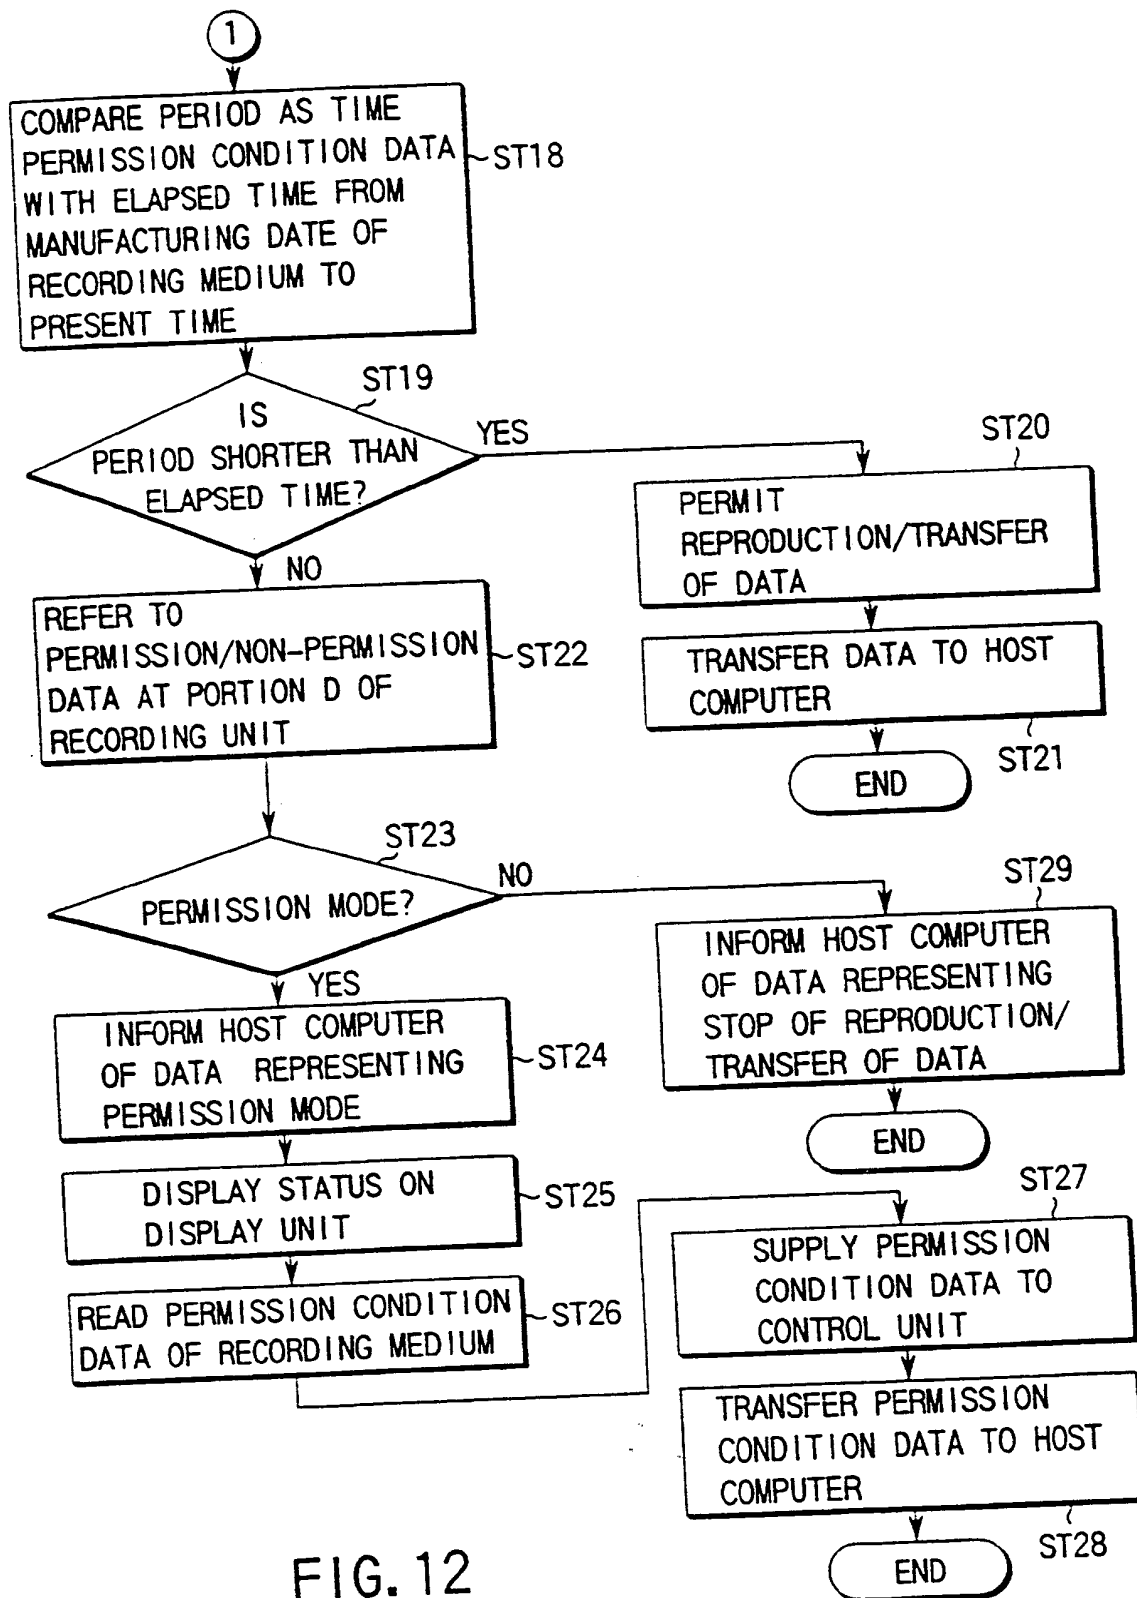 1
COMPARE PERIOD AS TIME
PERMISSION CONDITION DATA
WITH ELAPSED TIME FROM
MANUFACTURING DATE OF
RECORDING MEDIUM TO
PRESENT TIME
ST18
ST19
IS
PERIOD SHORTER THAN
ELAPSED TIME?
YES
NO
ST20
PERMIT
REPRODUCTION/TRANSFER
OF DATA
TRANSFER DATA TO HOST
COMPUTER
ST21
END
REFER TO
PERMISSION/NON-PERMISSION
DATA AT PORTION D OF
RECORDING UNIT
ST22
ST23
PERMISSION MODE?
NO
YES
ST29
INFORM HOST COMPUTER
OF DATA REPRESENTING
STOP OF REPRODUCTION/
TRANSFER OF DATA
END
INFORM HOST COMPUTER
OF DATA REPRESENTING
PERMISSION MODE
ST24
DISPLAY STATUS ON
DISPLAY UNIT
ST25
READ PERMISSION CONDITION
DATA OF RECORDING MEDIUM
ST26
ST27
SUPPLY PERMISSION
CONDITION DATA TO
CONTROL UNIT
TRANSFER PERMISSION
CONDITION DATA TO HOST
COMPUTER
ST28
END
FIG. 12